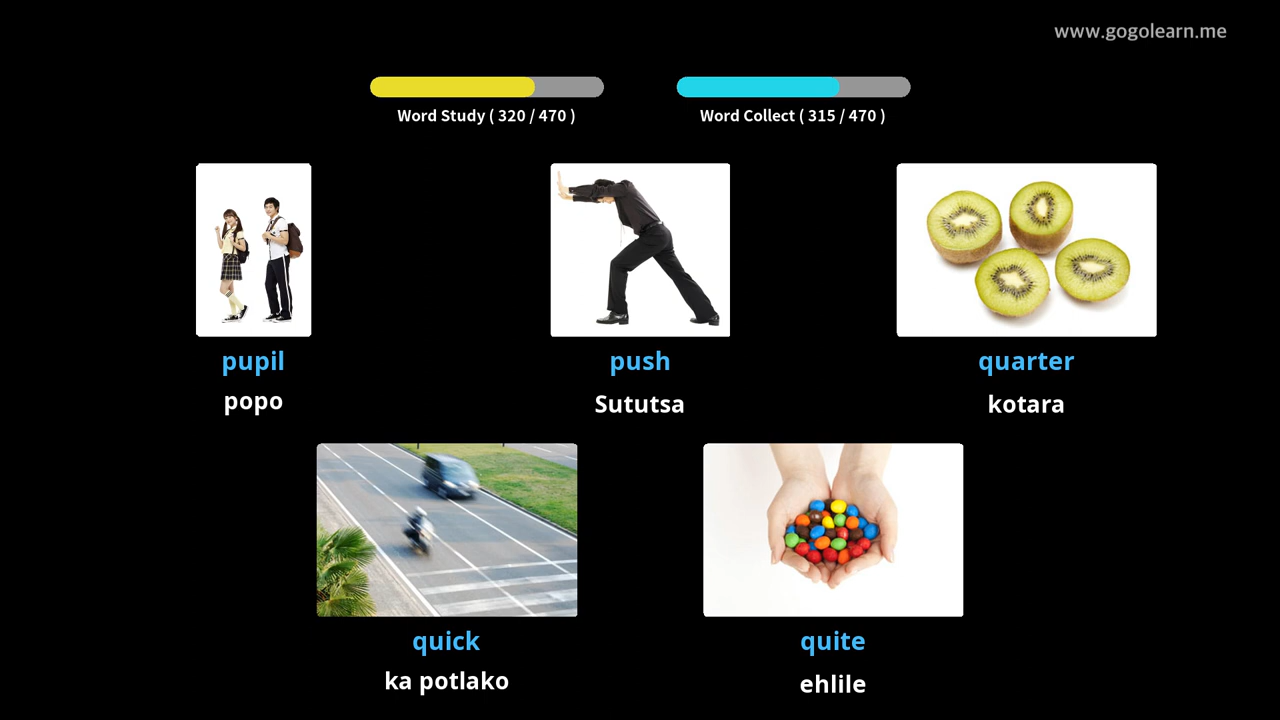 www.gogolearn.me
Word Study ( 320 / 470 )
Word Collect ( 315 / 470 )
pupil
popo
push
Sututsa
quarter
kotara
quick
ka potlako
quite
ehlile